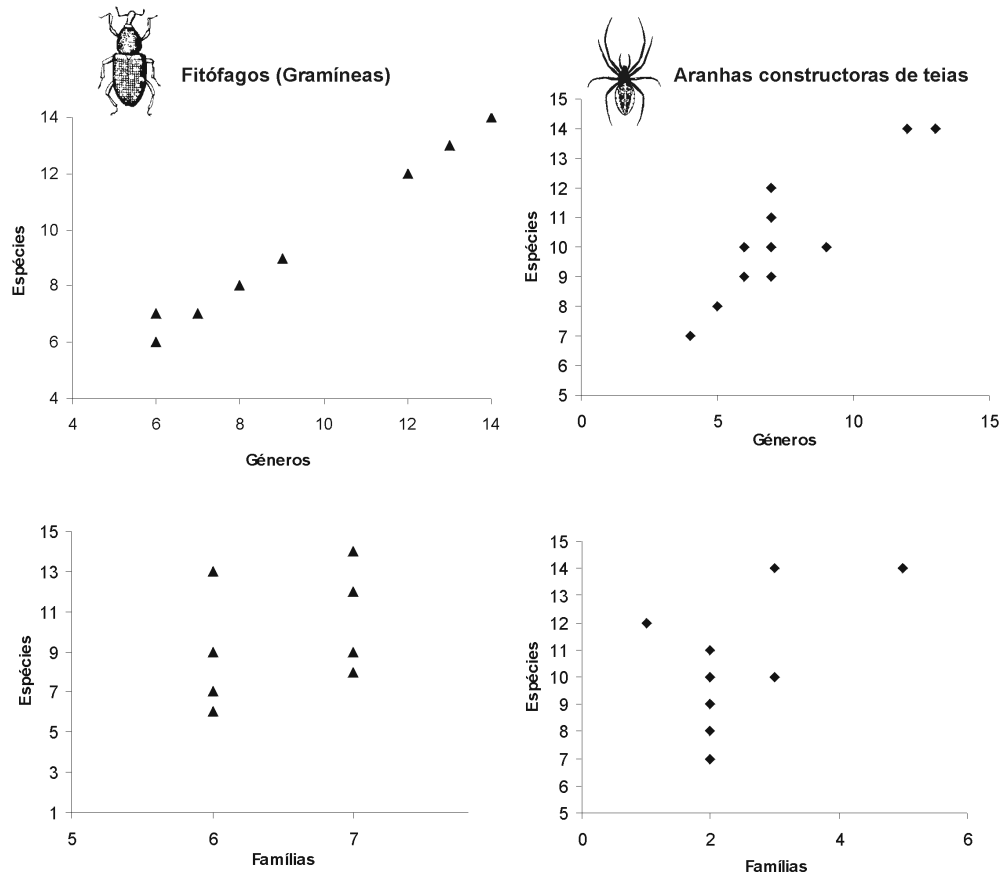 Fitófagos (Gramíneas)
14
12
10
8
6
4
Espécies
4 6 8 10 12 14
Géneros
Aranhas constructoras de teias
15
14
13
12
11
10
9
8
7
6
5
Espécies
0 5 10 15
Géneros
15
13
11
9
7
5
3
1
Espécies
5 6 7
Famílias
15
14
13
12
11
10
9
8
7
6
5
Espécies
0 2 4 6
Famílias